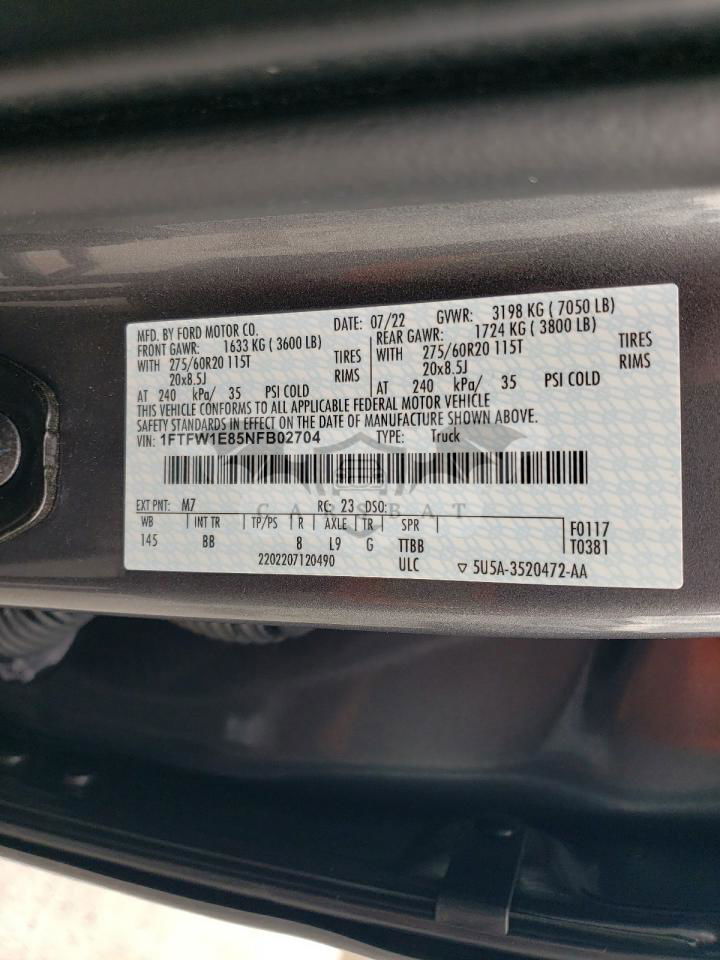 MFD. BY FORD MOTOR CO. DATE: 07/22 GVWR: 3198 KG ( 7050 LB)
FRONT GAWR: 1633 KG ( 3600 LB) REAR GAWR: 1724 KG ( 3800 LB)
WITH 275/60R20 115T TIRES WITH 275/60R20 115T TIRES
20x8.5J RIMS 20x8.5J RIMS
AT 240 kPa/ 35 PSI COLD AT 240 kPa/ 35 PSI COLD
THIS VEHICLE CONFORMS TO ALL APPLICABLE FEDERAL MOTOR VEHICLE
SAFETY STANDARDS IN EFFECT ON THE DATE OF MANUFACTURE SHOWN ABOVE.
VIN: 1FTFW1E85NFB02704 TYPE: Truck
CARSBAT
EXT PNT: M7 RC: 23 DSO:
WB INT TR TP/PS R AXLE TR SPR F0117
145 BB 8 L9 G TTBB T0381
2202207120490 ULC ▽ 5U5A-3520472-AA